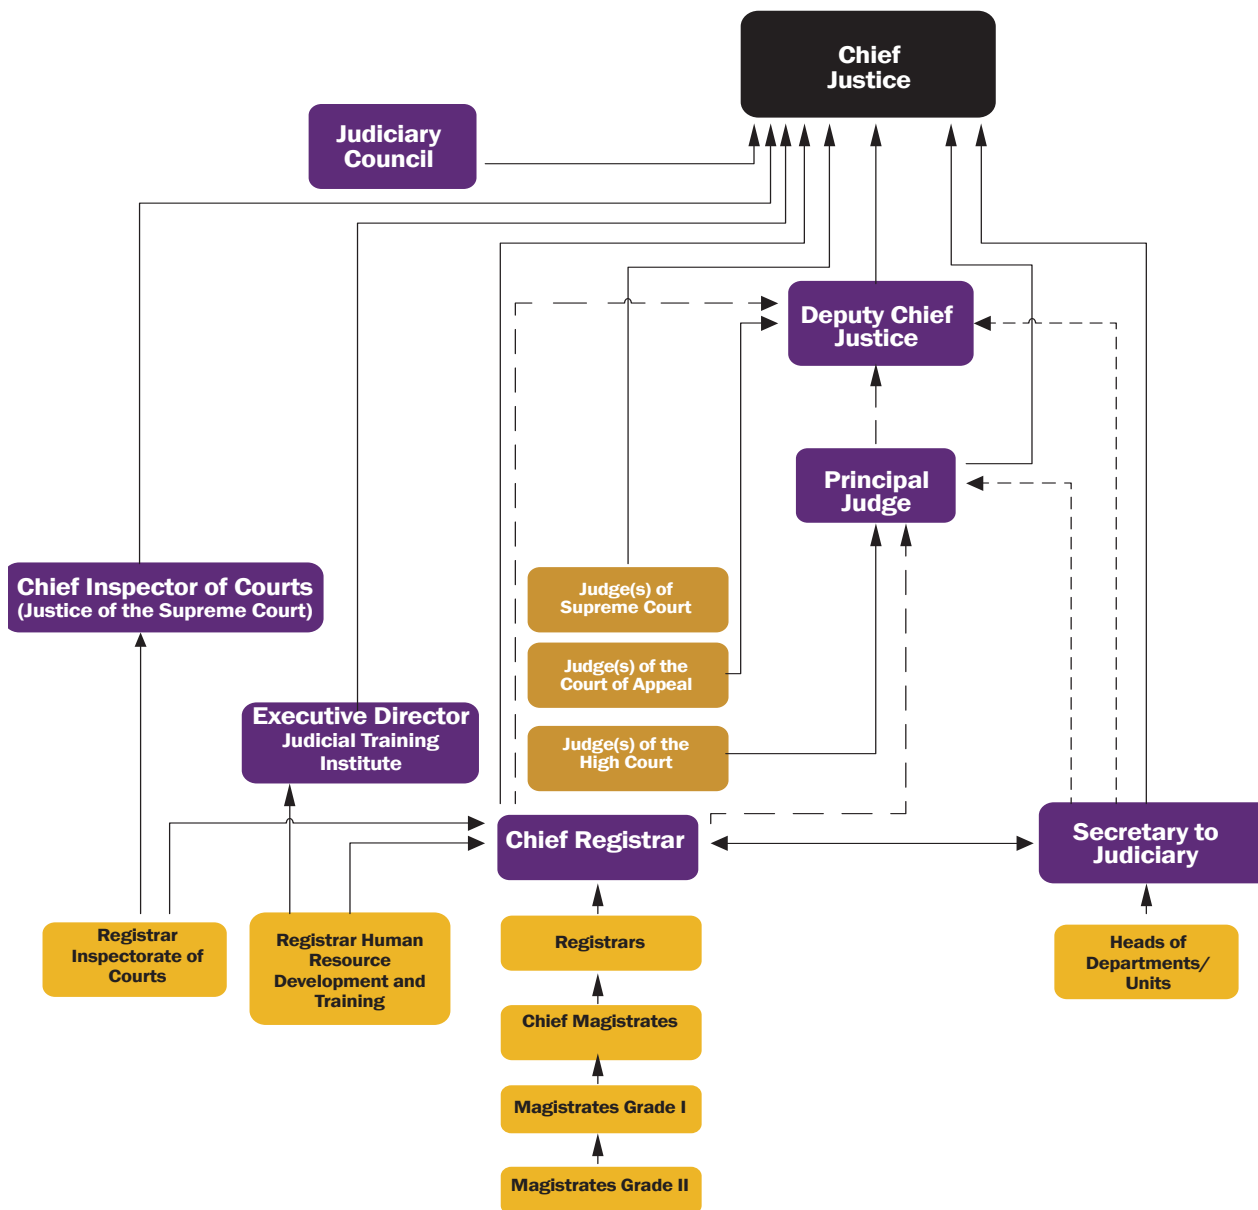 Chief
Justice
Judiciary
Council
Deputy Chief
Justice
Principal
Judge
Chief Inspector of Courts
(Justice of the Supreme Court)
Judge(s) of
Supreme Court
Judge(s) of the
Court of Appeal
Executive Director
Judicial Training
Institute
Judge(s) of the
High Court
Chief Registrar
Secretary to
Judiciary
Registrar
Inspectorate of
Courts
Registrar Human
Resource
Development and
Training
Registrars
Heads of
Departments/
Units
Chief Magistrates
Magistrates Grade I
Magistrates Grade II